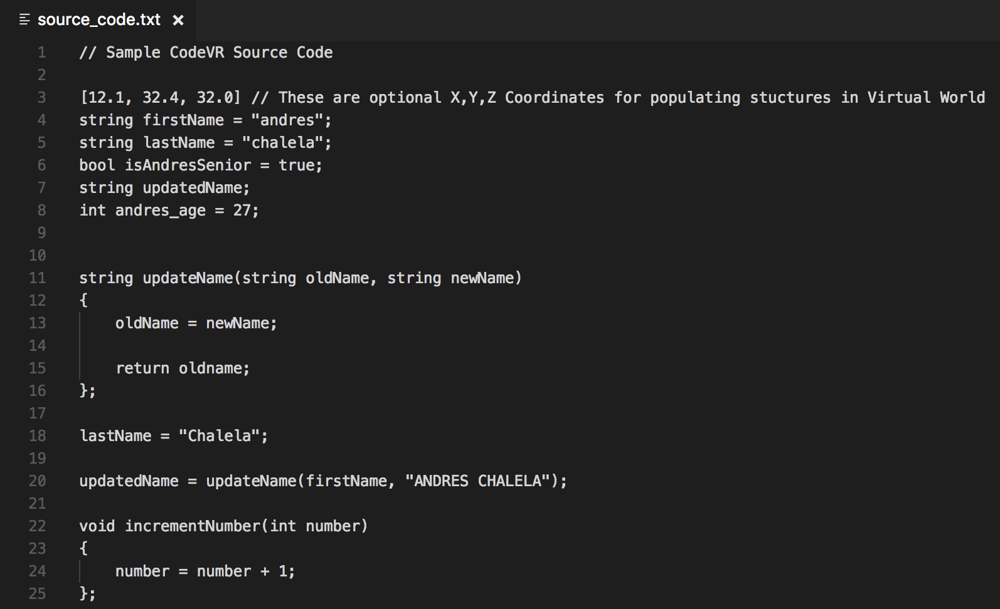 source_code.txt
1 // Sample CodeVR Source Code
2
3 [12.1, 32.4, 32.0] // These are optional X,Y,Z Coordinates for populating stuctures in Virtual World
4 string firstName = "andres";
5 string lastName = "chalela";
6 bool isAndresSenior = true;
7 string updatedName;
8 int andres_age = 27;
9
10
11 string updateName(string oldName, string newName)
12 {
13     oldName = newName;
14
15     return oldname;
16 };
17
18 lastName = "Chalela";
19
20 updatedName = updateName(firstName, "ANDRES CHALELA");
21
22 void incrementNumber(int number)
23 {
24     number = number + 1;
25 };